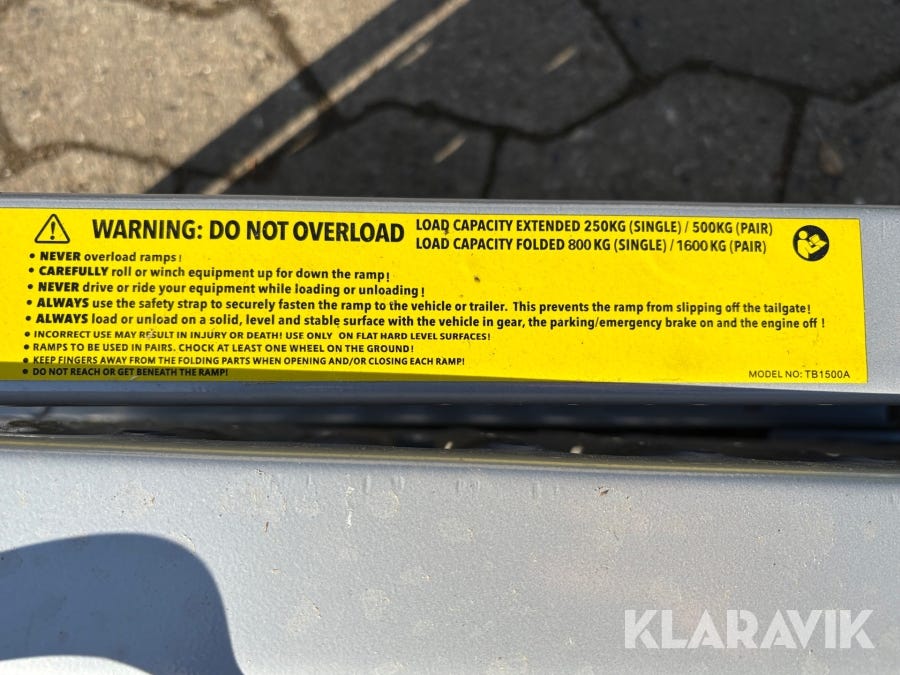 WARNING: DO NOT OVERLOAD
LOAD CAPACITY EXTENDED 250KG (SINGLE) / 500KG (PAIR)
LOAD CAPACITY FOLDED 800 KG (SINGLE) / 1600 KG (PAIR)
• NEVER overload ramps!
• CAREFULLY roll or winch equipment up for down the ramp!
• NEVER drive or ride your equipment while loading or unloading!
• ALWAYS use the safety strap to securely fasten the ramp to the vehicle or trailer. This prevents the ramp from slipping off the tailgate!
• ALWAYS load or unload on a solid, level and stable surface with the vehicle in gear, the parking/emergency brake on and the engine off !
• INCORRECT USE MAY RESULT IN INJURY OR DEATH! USE ONLY ON FLAT HARD LEVEL SURFACES!
• RAMPS TO BE USED IN PAIRS. CHOCK AT LEAST ONE WHEEL ON THE GROUND!
• KEEP FINGERS AWAY FROM THE FOLDING PARTS WHEN OPENING AND/OR CLOSING EACH RAMP!
• DO NOT REACH OR GET BENEATH THE RAMP!
MODEL NO: TB1500A
KLARAVIK